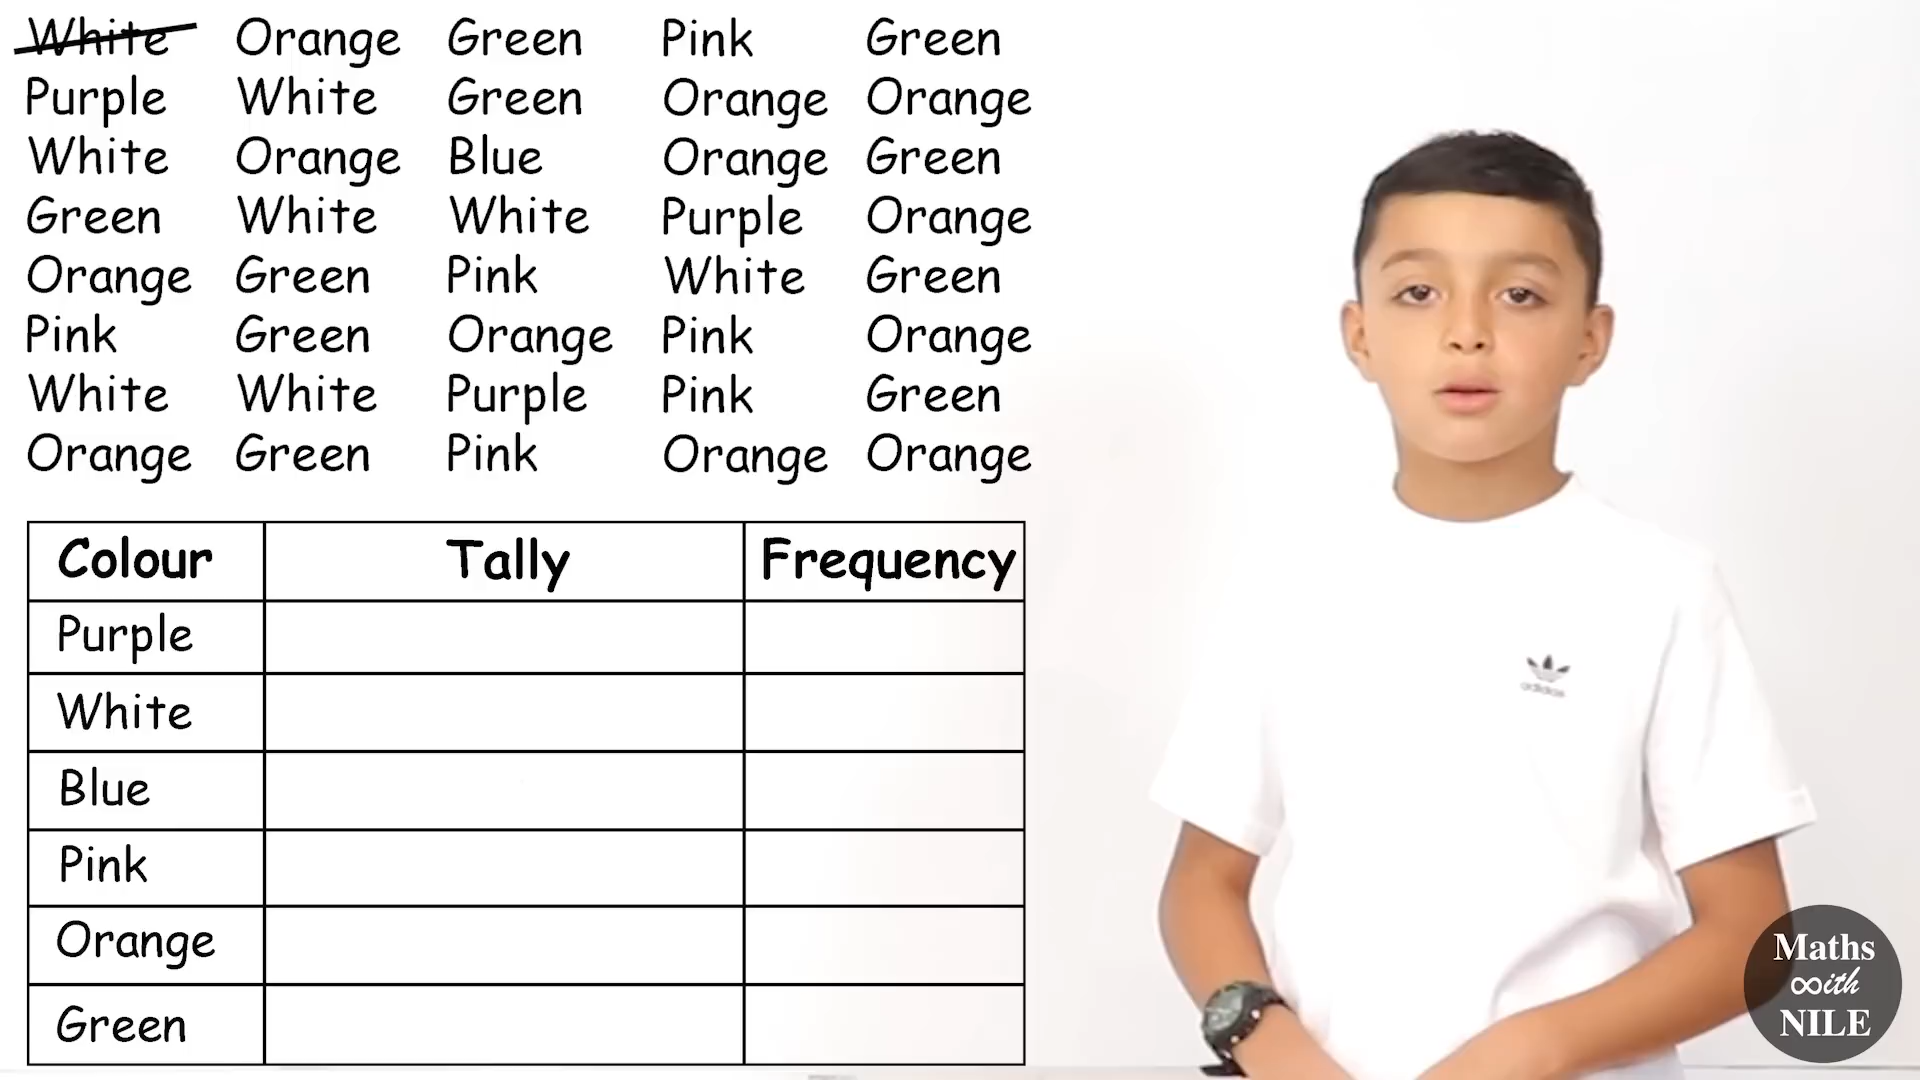 White Orange Green Pink Green
Purple White Green Orange Orange
White Orange Blue Orange Green
Green White White Purple Orange
Orange Green Pink White Green
Pink Green Orange Pink Orange
White White Purple Pink Green
Orange Green Pink Orange Orange
Colour Tally Frequency
Purple
White
Blue
Pink
Orange
Green
adidas
Maths
∞ith
NILE